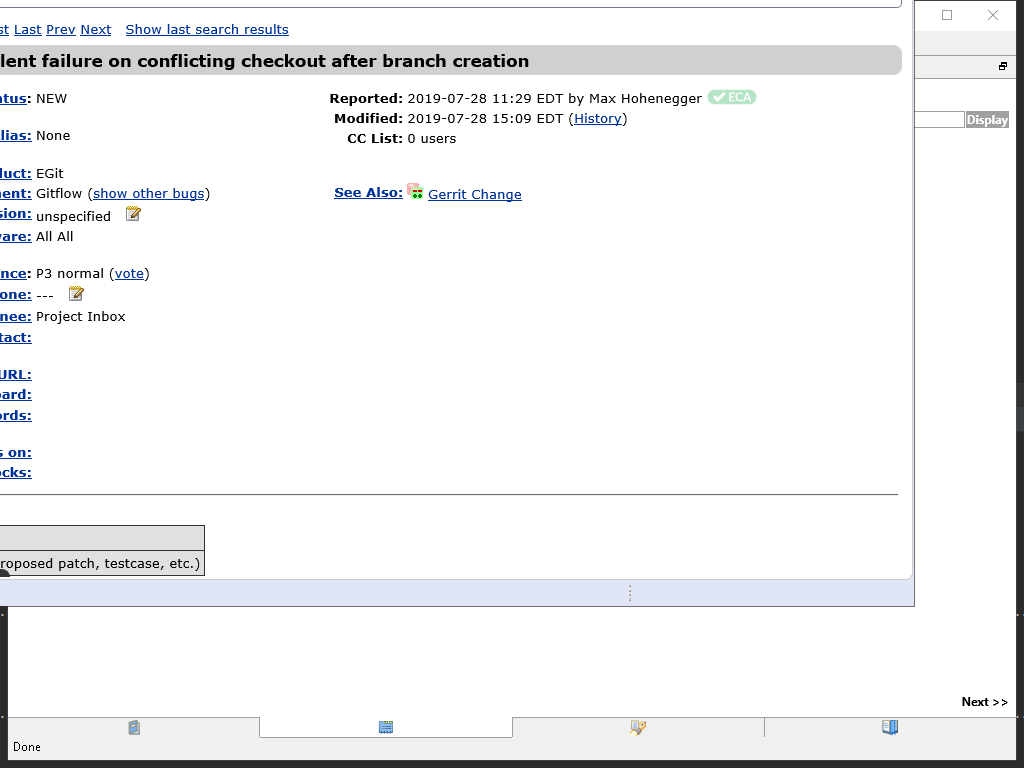 st Last Prev Next Show last search results
lent failure on conflicting checkout after branch creation
atus: NEW
Reported: 2019-07-28 11:29 EDT by Max Hohenegger ECA
Modified: 2019-07-28 15:09 EDT (History)
lias: None
CC List: 0 users
Display
duct: EGit
nent: Gitflow (show other bugs)
See Also: Gerrit Change
sion: unspecified
ware: All All
nce: P3 normal (vote)
one: ---
nee: Project Inbox
tact:
URL:
oard:
ords:
s on:
ocks:
roposed patch, testcase, etc.)
Next >>
Done